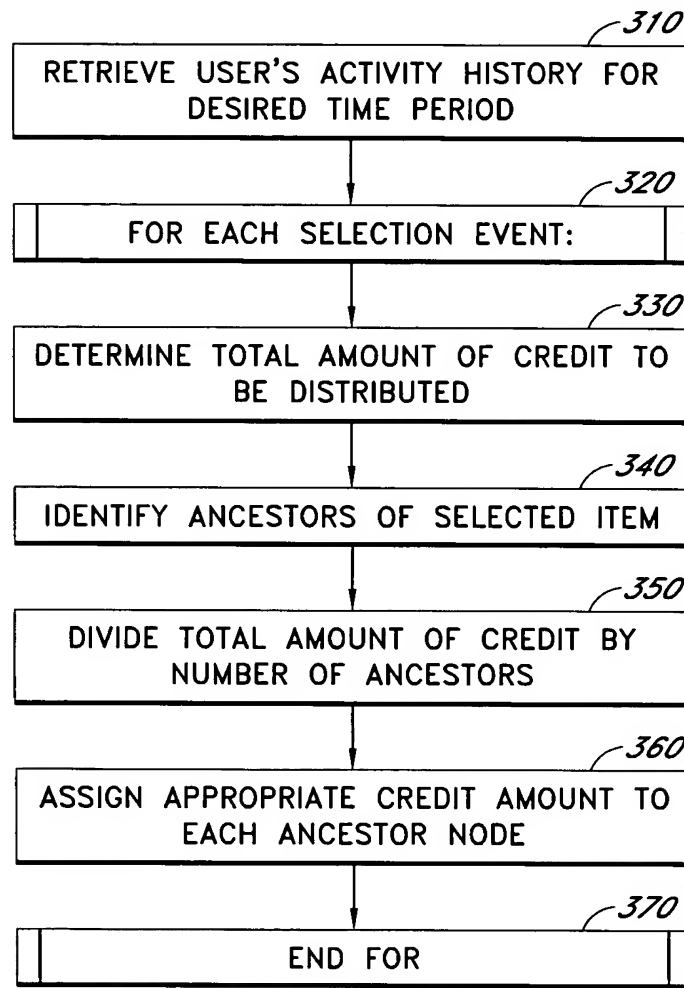 310
RETRIEVE USER'S ACTIVITY HISTORY FOR
DESIRED TIME PERIOD
320
FOR EACH SELECTION EVENT:
330
DETERMINE TOTAL AMOUNT OF CREDIT TO
BE DISTRIBUTED
340
IDENTIFY ANCESTORS OF SELECTED ITEM
350
DIVIDE TOTAL AMOUNT OF CREDIT BY
NUMBER OF ANCESTORS
360
ASSIGN APPROPRIATE CREDIT AMOUNT TO
EACH ANCESTOR NODE
370
END FOR